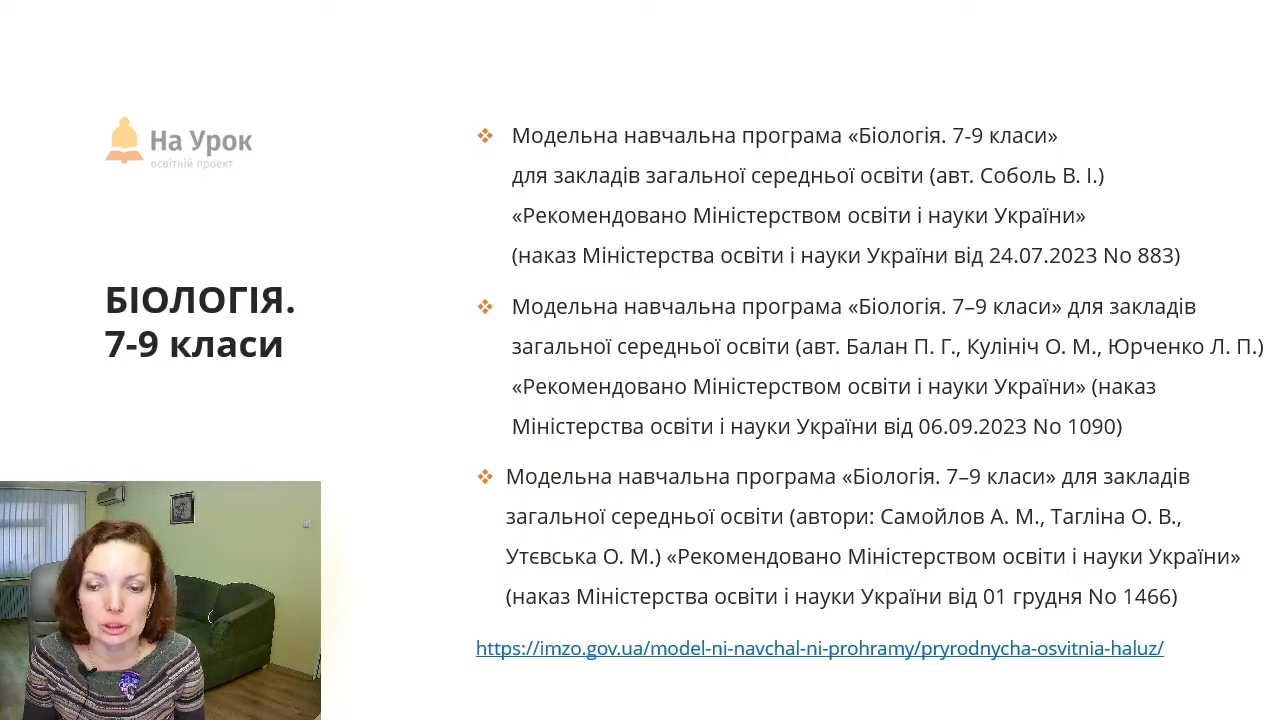 На Урок
освітній проект
БІОЛОГІЯ.
7-9 класи
Модельна навчальна програма «Біологія. 7-9 класи»
для закладів загальної середньої освіти (авт. Соболь В. І.)
«Рекомендовано Міністерством освіти і науки України»
(наказ Міністерства освіти і науки України від 24.07.2023 No 883)
Модельна навчальна програма «Біологія. 7–9 класи» для закладів
загальної середньої освіти (авт. Балан П. Г., Кулініч О. М., Юрченко Л. П.)
«Рекомендовано Міністерством освіти і науки України» (наказ
Міністерства освіти і науки України від 06.09.2023 No 1090)
Модельна навчальна програма «Біологія. 7–9 класи» для закладів
загальної середньої освіти (автори: Самойлов А. М., Тагліна О. В.,
Утєвська О. М.) «Рекомендовано Міністерством освіти і науки України»
(наказ Міністерства освіти і науки України від 01 грудня No 1466)
https://imzo.gov.ua/model-ni-navchal-ni-prohramy/pryrodnycha-osvitnia-haluz/